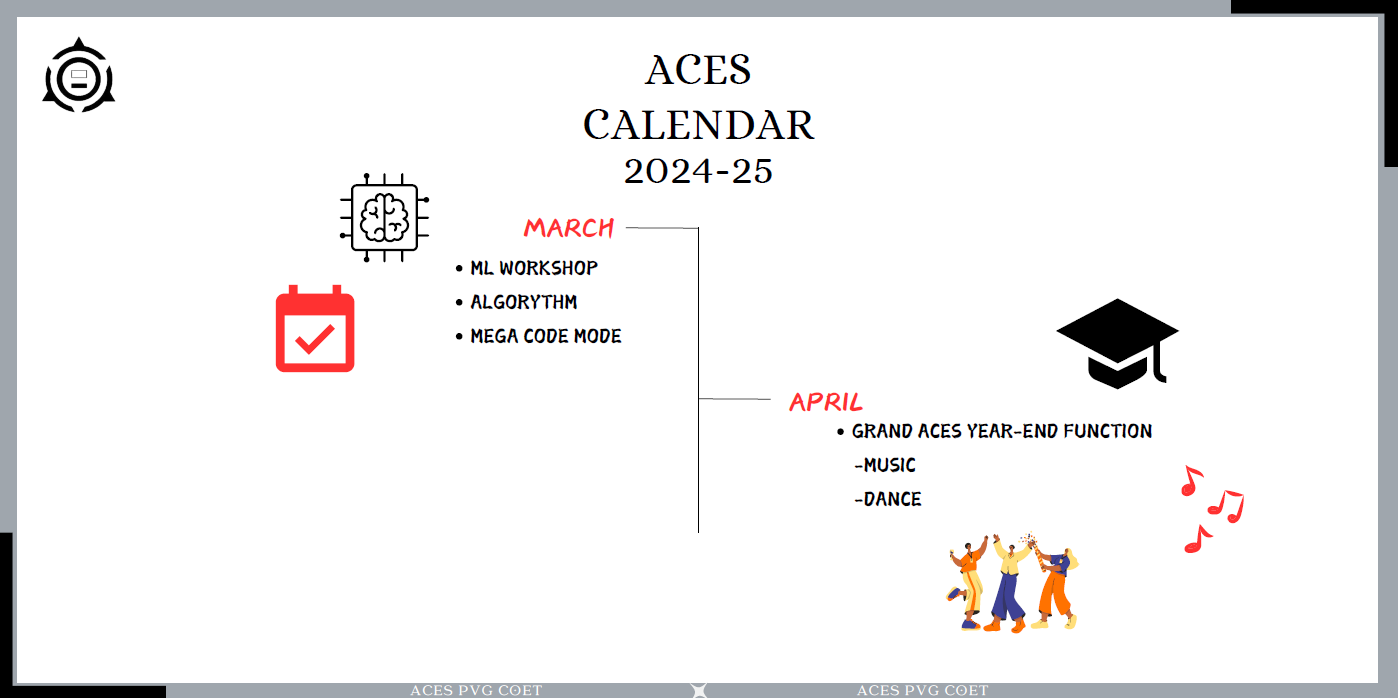 ACES
CALENDAR
2024-25
MARCH
• ML WORKSHOP
• ALGORYTHM
• MEGA CODE MODE
APRIL
• GRAND ACES YEAR-END FUNCTION
-MUSIC
-DANCE
ACES PVG COET
ACES PVG COET